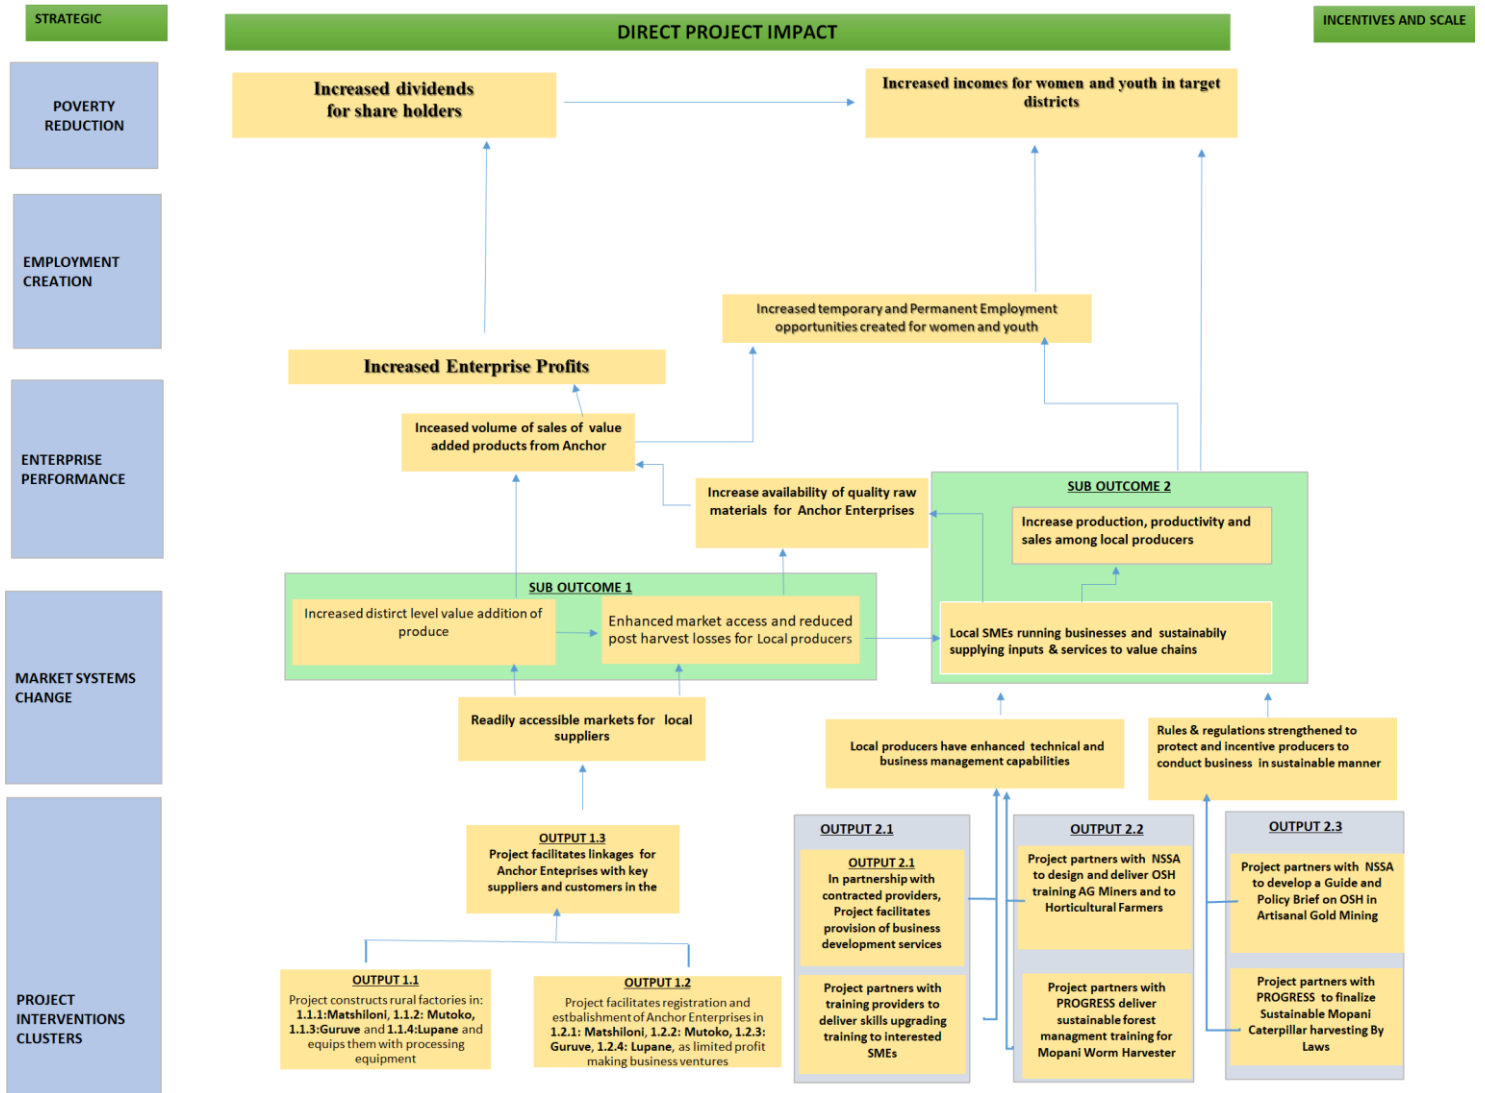 STRATEGIC
DIRECT PROJECT IMPACT
INCENTIVES AND SCALE
POVERTY
REDUCTION
Increased dividends
for share holders
Increased incomes for women and youth in target
districts
EMPLOYMENT
CREATION
Increased temporary and Permanent Employment
opportunities created for women and youth
Increased Enterprise Profits
ENTERPRISE
PERFORMANCE
Inceased volume of sales of value
added products from Anchor
Increase availability of quality raw
materials for Anchor Enterprises
SUB OUTCOME 2
Increase production, productivity and
sales among local producers
Local SMEs running businesses and sustainabily
supplying inputs & services to value chains
MARKET SYSTEMS
CHANGE
SUB OUTCOME 1
Increased distirct level value addition of
produce
Enhanced market access and reduced
post harvest losses for Local producers
Readily accessible markets for local
suppliers
Local producers have enhanced technical and
business management capabilities
Rules & regulations strengthened to
protect and incentive producers to
conduct business in sustainable manner
PROJECT
INTERVENTIONS
CLUSTERS
OUTPUT 1.3
Project facilitates linkages for
Anchor Enteprises with key
suppliers and customers in the
OUTPUT 1.1
Project constructs rural factories in:
1.1.1:Matshiloni, 1.1.2: Mutoko,
1.1.3:Guruve and 1.1.4:Lupane and
equips them with processing
equipment
OUTPUT 1.2
Project facilitates registration and
estbalishment of Anchor Enterprises in
1.2.1: Matshiloni, 1.2.2: Mutoko, 1.2.3:
Guruve, 1.2.4: Lupane, as limited profit
making business ventures
OUTPUT 2.1
OUTPUT 2.1
In partnership with
contracted providers,
Project facilitates
provision of business
development services
Project partners with
training providers to
deliver skills upgrading
training to interested
SMEs
OUTPUT 2.2
Project partners with NSSA
to design and deliver OSH
training AG Miners and to
Horticultural Farmers
Project partners with
PROGRESS deliver
sustainable forest
managment training for
Mopani Worm Harvester
OUTPUT 2.3
Project partners with NSSA
to develop a Guide and
Policy Brief on OSH in
Artisanal Gold Mining
Project partners with
PROGRESS to finalize
Sustainable Mopani
Caterpillar harvesting By
Laws